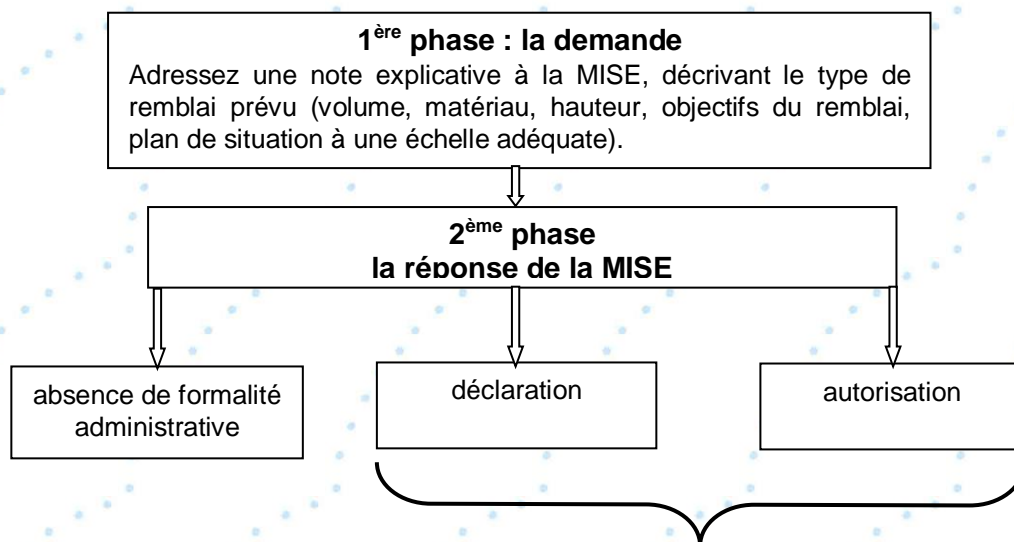 1ère phase : la demande
Adressez une note explicative à la MISE, décrivant le type de
remblai prévu (volume, matériau, hauteur, objectifs du remblai,
plan de situation à une échelle adéquate).
2ème phase
la réponse de la MISE
absence de formalité
administrative
déclaration
autorisation